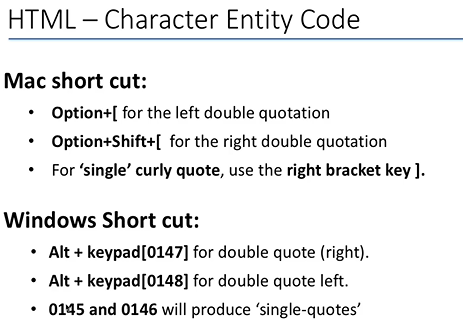 HTML – Character Entity Code
Mac short cut:
• Option+[ for the left double quotation
• Option+Shift+[ for the right double quotation
• For ‘single’ curly quote, use the right bracket key ].
Windows Short cut:
• Alt + keypad[0147] for double quote (right).
• Alt + keypad[0148] for double quote left.
• 0145 and 0146 will produce ‘single-quotes’